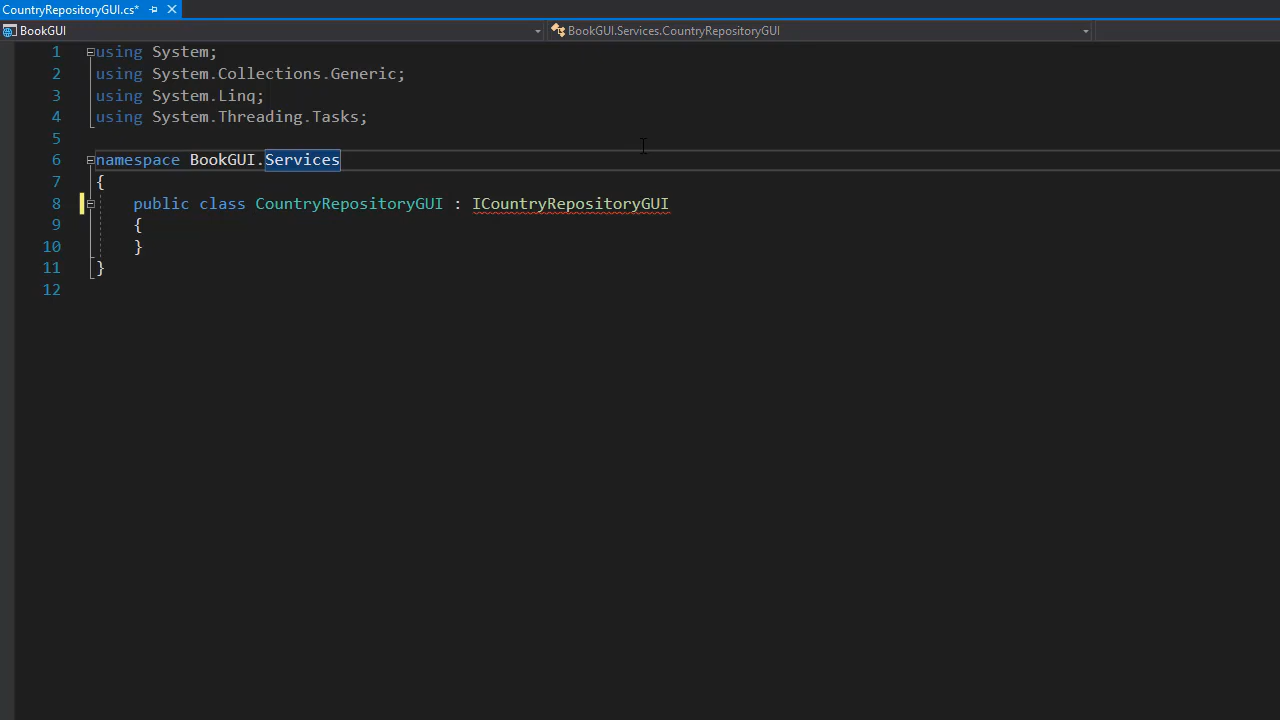 CountryRepositoryGUI.cs*
BookGUI
BookGUI.Services.CountryRepositoryGUI
1 using System;
2 using System.Collections.Generic;
3 using System.Linq;
4 using System.Threading.Tasks;
5
6 namespace BookGUI.Services
7 {
8 public class CountryRepositoryGUI : ICountryRepositoryGUI
9 {
10 }
11 }
12